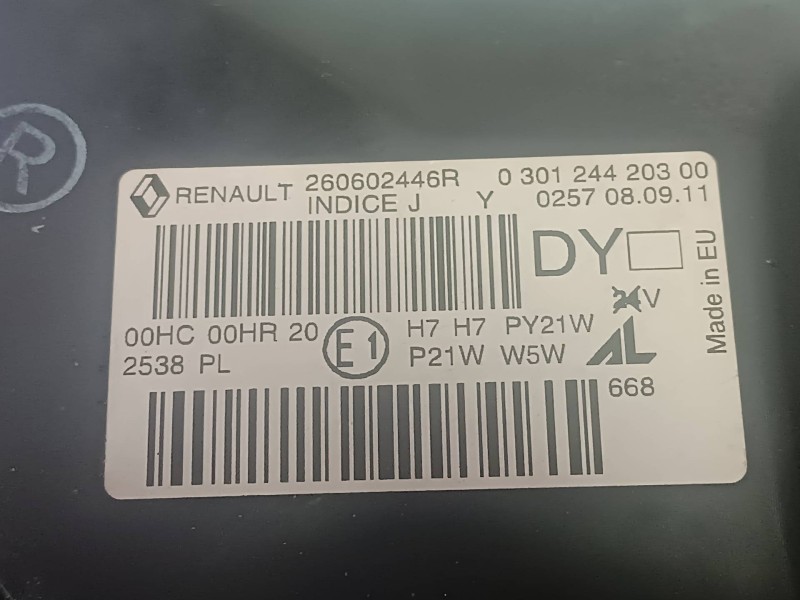 R
RENAULT 260602446R 0 301 244 203 00
INDICE J Y 0257 08.09.11
DY
24V
Made in EU
00HC 00HR 20 E1 H7 H7 PY21W
2538 PL P21W W5W AL
668